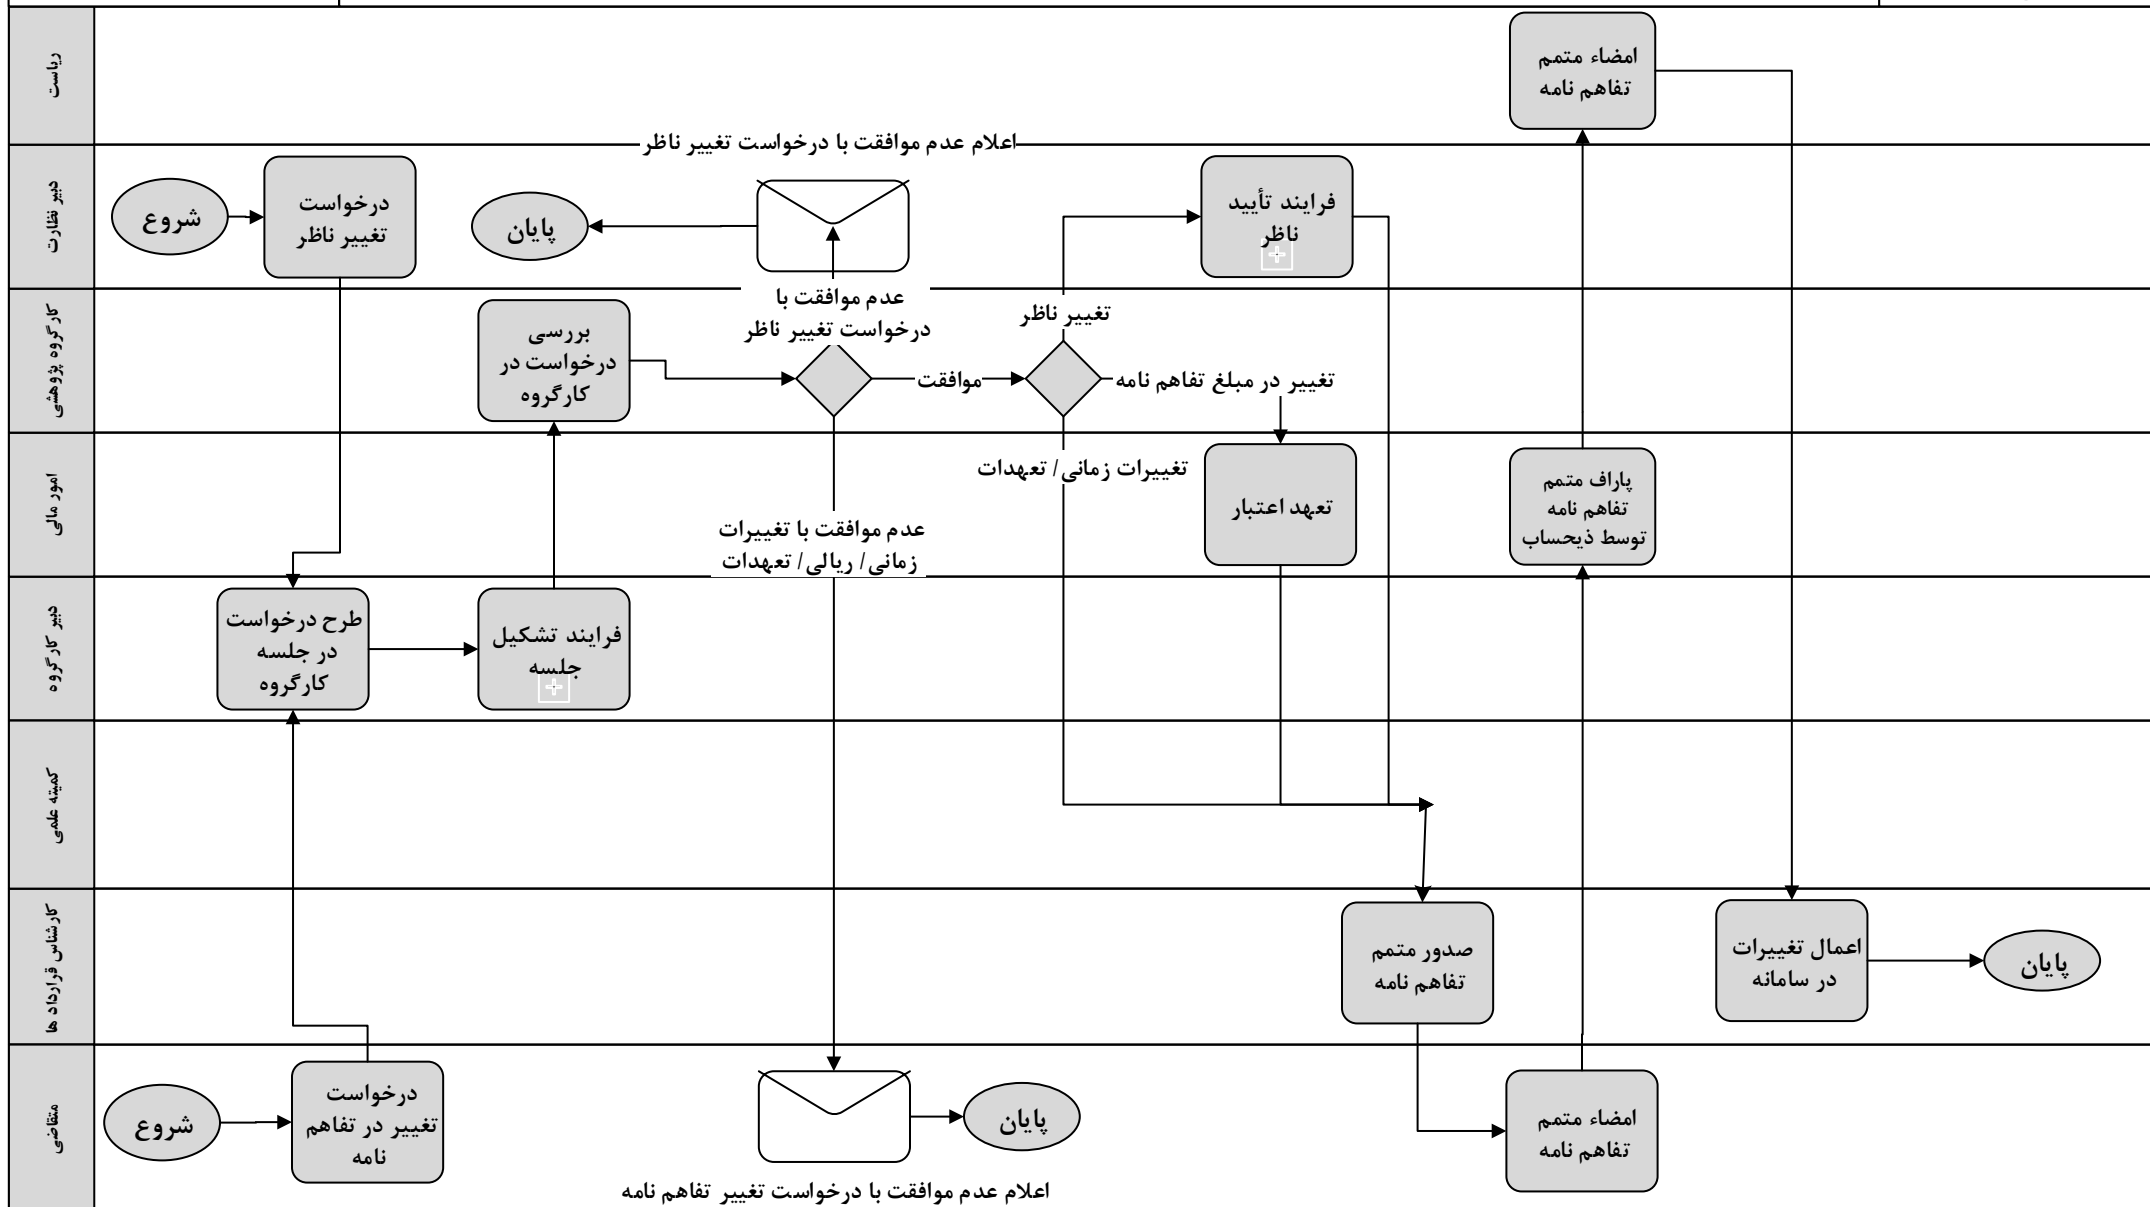 ریاست
امضاء متمم
تفاهم نامه
اعلام عدم موافقت با درخواست تغییر ناظر
دبیر نظارت
شروع
درخواست
تغییر ناظر
پایان
فرایند تأیید
ناظر
کارگروه پژوهشی
بررسی
درخواست در
کارگروه
عدم موافقت با
درخواست تغییر ناظر
موافقت
تغییر ناظر
تغییر در مبلغ تفاهم نامه
امور مالی
عدم موافقت با تغییرات
زمانی/ ریالی/ تعهدات
تغییرات زمانی/ تعهدات
تعهد اعتبار
پاراف متمم
تفاهم نامه
توسط ذیحساب
دبیر کارگروه
طرح درخواست
در جلسه
کارگروه
فرایند تشکیل
جلسه
کمیته علمی
کارشناس قرارداد ها
صدور متمم
تفاهم نامه
اعمال تغییرات
در سامانه
پایان
متقاضی
شروع
درخواست
تغییر در تفاهم
نامه
پایان
امضاء متمم
تفاهم نامه
اعلام عدم موافقت با درخواست تغییر تفاهم نامه